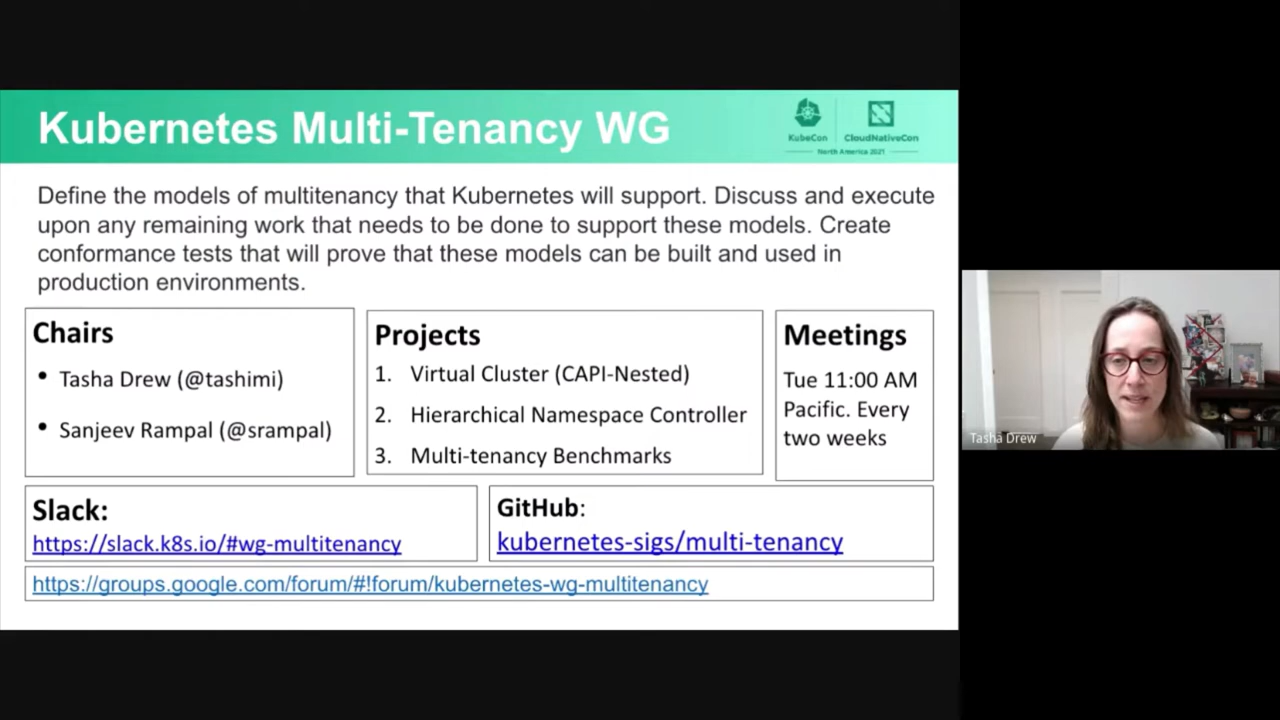 Kubernetes Multi-Tenancy WG
KubeCon
CloudNativeCon
North America 2021
Define the models of multitenancy that Kubernetes will support. Discuss and execute
upon any remaining work that needs to be done to support these models. Create
conformance tests that will prove that these models can be built and used in
production environments.
Chairs
• Tasha Drew (@tashimi)
• Sanjeev Rampal (@srampal)
Projects
1. Virtual Cluster (CAPI-Nested)
2. Hierarchical Namespace Controller
3. Multi-tenancy Benchmarks
Meetings
Tue 11:00 AM
Pacific. Every
two weeks
Slack:
https://slack.k8s.io/#wg-multitenancy
GitHub:
kubernetes-sigs/multi-tenancy
https://groups.google.com/forum/#!forum/kubernetes-wg-multitenancy
Tasha Drew